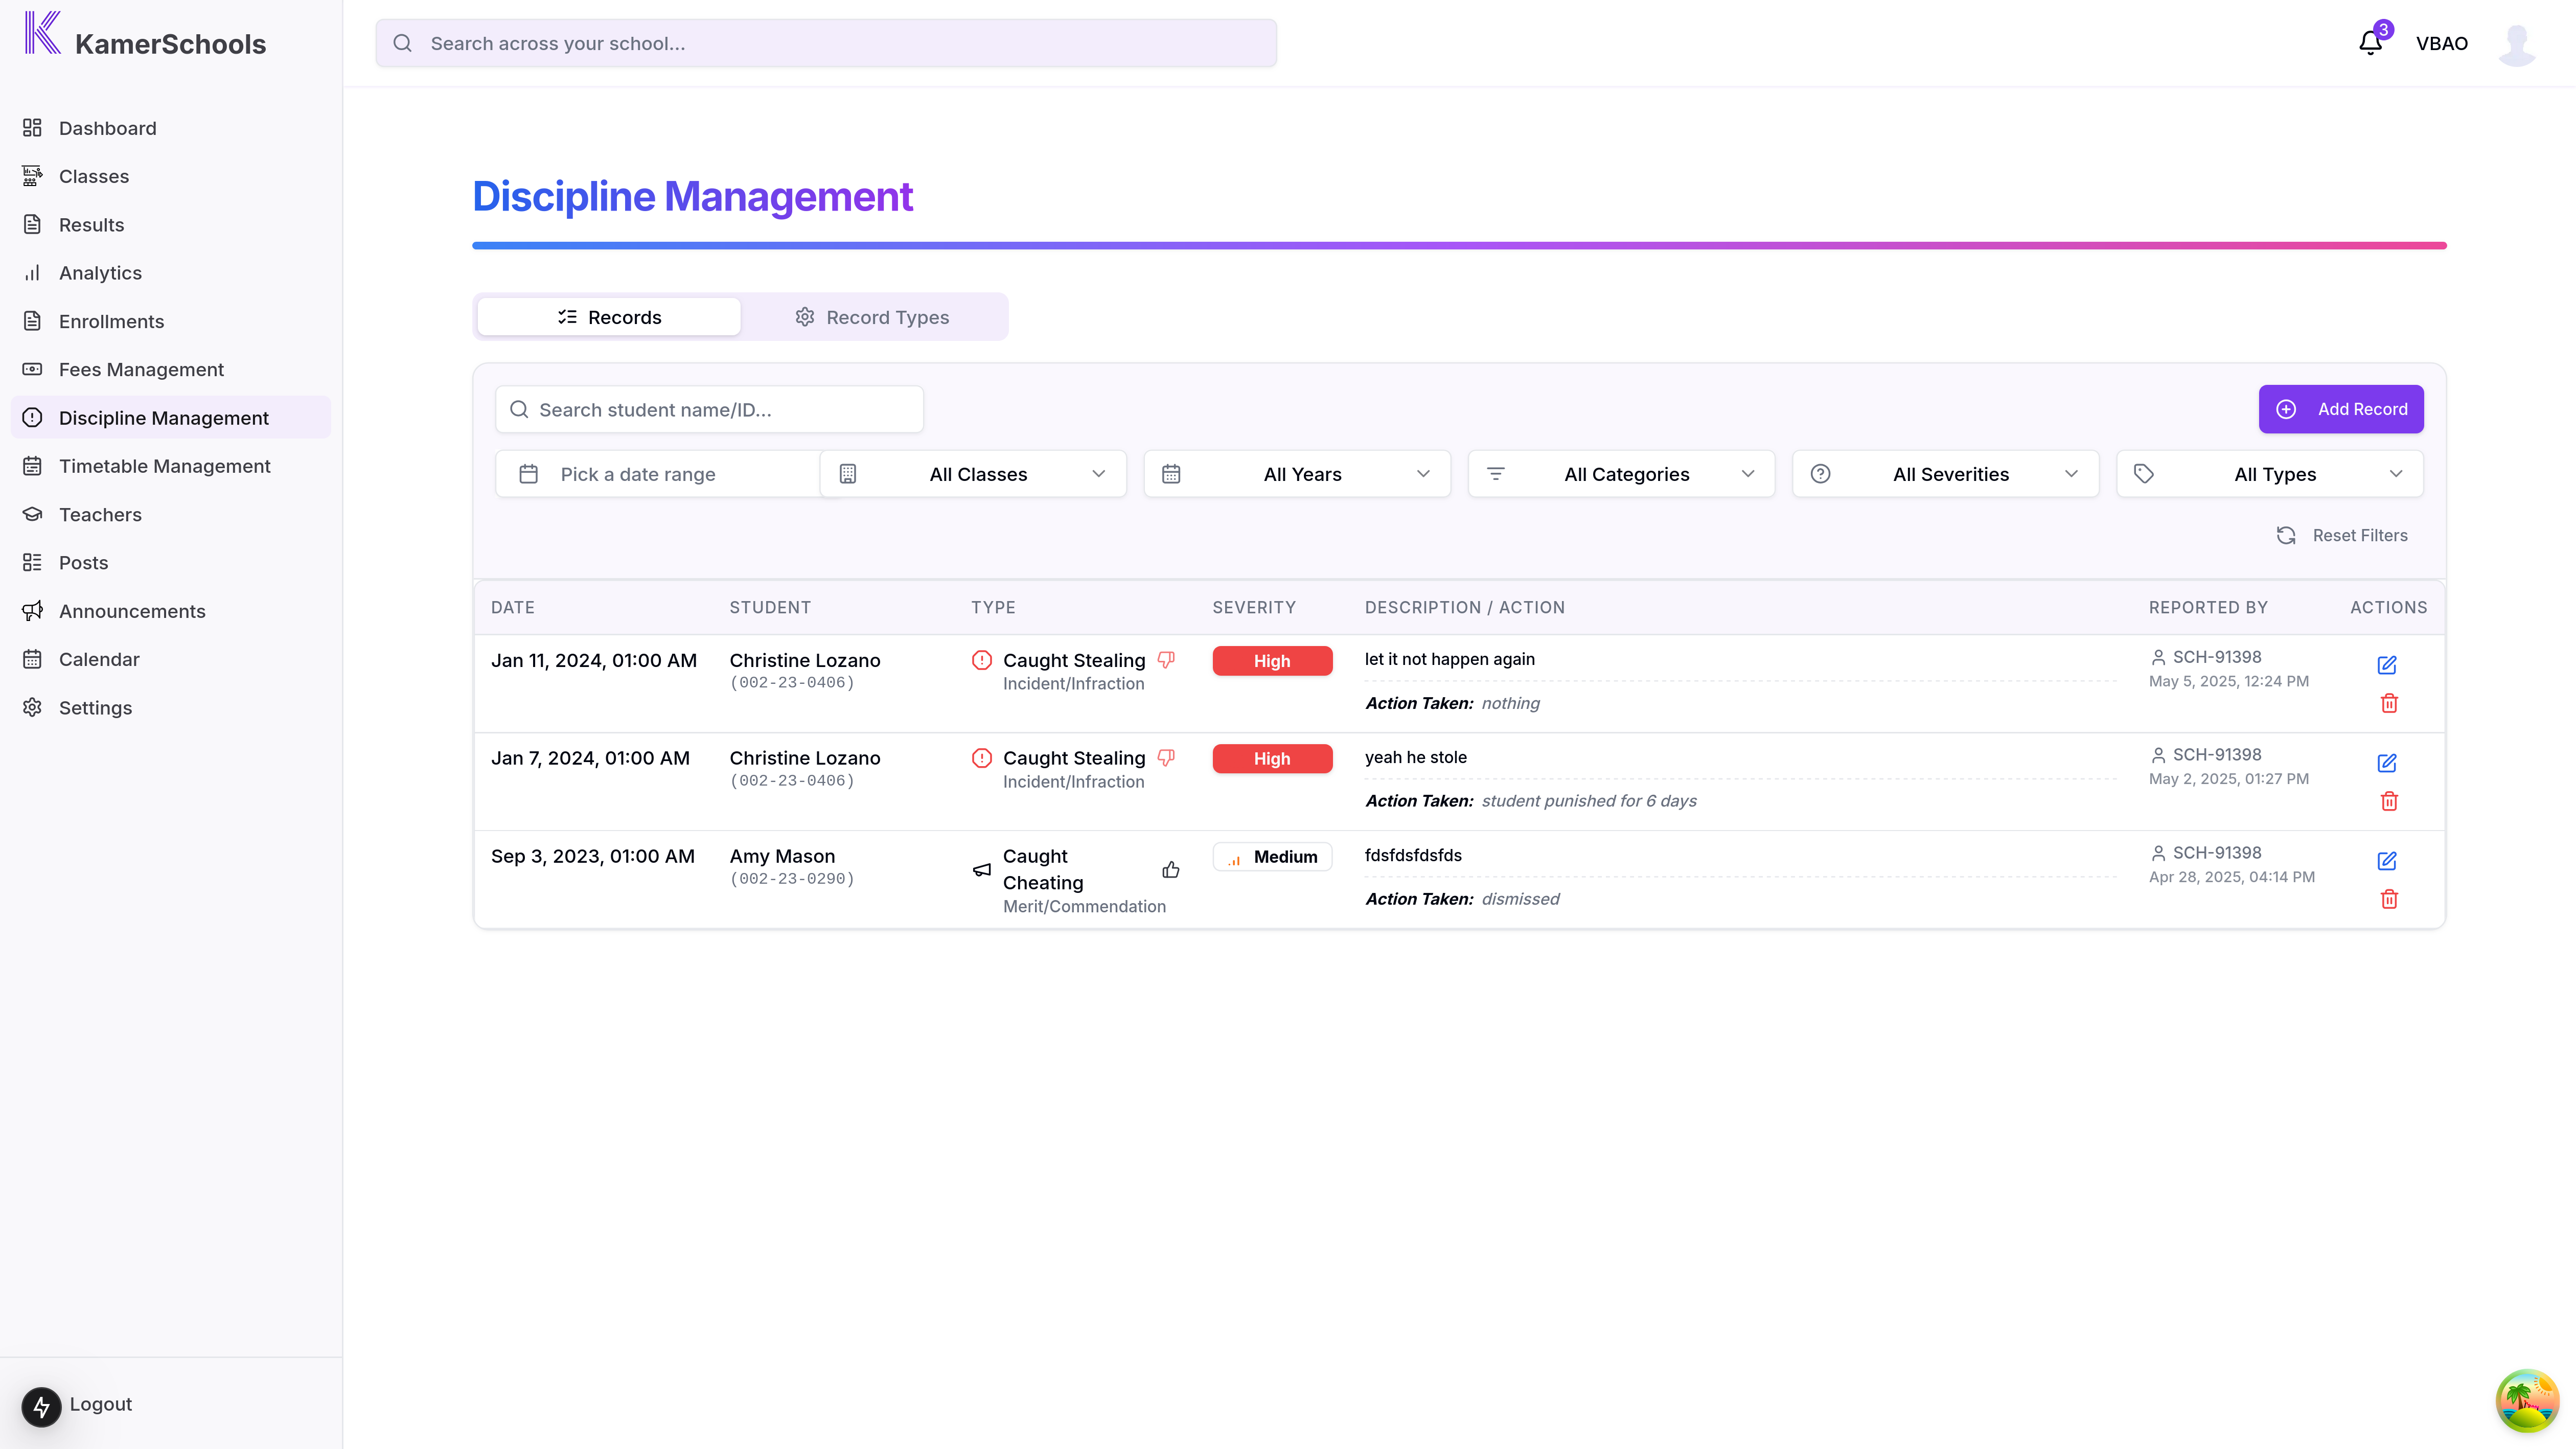 KamerSchools
Search across your school...
3
VBAO
Dashboard
Classes
Results
Analytics
Enrollments
Fees Management
Discipline Management
Timetable Management
Teachers
Posts
Announcements
Calendar
Settings
Logout
Discipline Management
Records
Record Types
Search student name/ID...
Add Record
Pick a date range
All Classes
All Years
All Categories
All Severities
All Types
Reset Filters
DATE STUDENT TYPE SEVERITY DESCRIPTION / ACTION REPORTED BY ACTIONS
Jan 11, 2024, 01:00 AM
Christine Lozano
(002-23-0406)
Caught Stealing
Incident/Infraction
High
let it not happen again
Action Taken: nothing
SCH-91398
May 5, 2025, 12:24 PM
Jan 7, 2024, 01:00 AM
Christine Lozano
(002-23-0406)
Caught Stealing
Incident/Infraction
High
yeah he stole
Action Taken: student punished for 6 days
SCH-91398
May 2, 2025, 01:27 PM
Sep 3, 2023, 01:00 AM
Amy Mason
(002-23-0290)
Caught
Cheating
Merit/Commendation
Medium
fdsfdsfdsfds
Action Taken: dismissed
SCH-91398
Apr 28, 2025, 04:14 PM